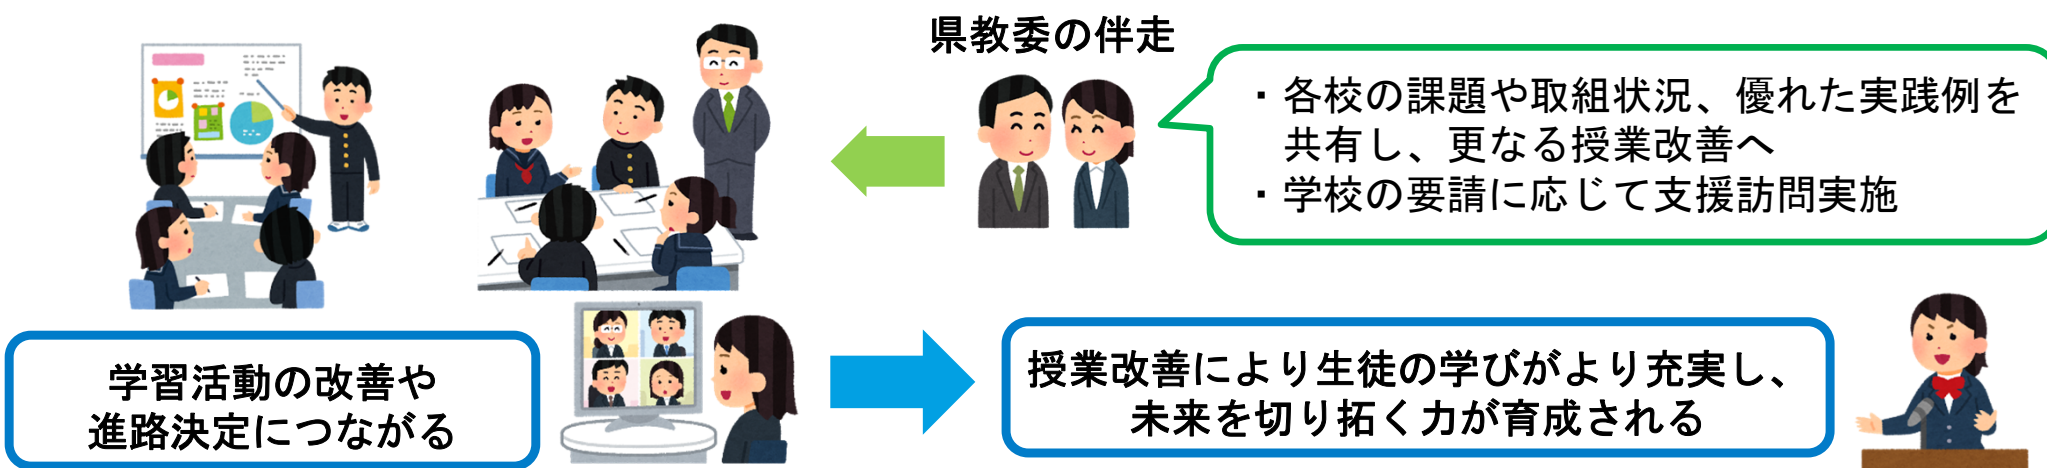 県教委の伴走
・各校の課題や取組状況、優れた実践例を
共有し、更なる授業改善へ
・学校の要請に応じて支援訪問実施
学習活動の改善や
進路決定につながる
授業改善により生徒の学びがより充実し、
未来を切り拓く力が育成される